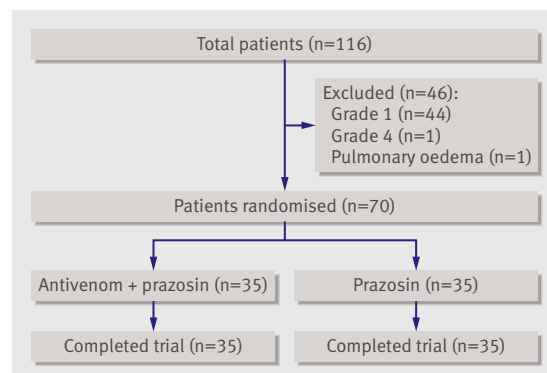 Total patients (n=116)
Excluded (n=46):
Grade 1 (n=44)
Grade 4 (n=1)
Pulmonary oedema (n=1)
Patients randomised (n=70)
Antivenom + prazosin (n=35)
Prazosin (n=35)
Completed trial (n=35)
Completed trial (n=35)